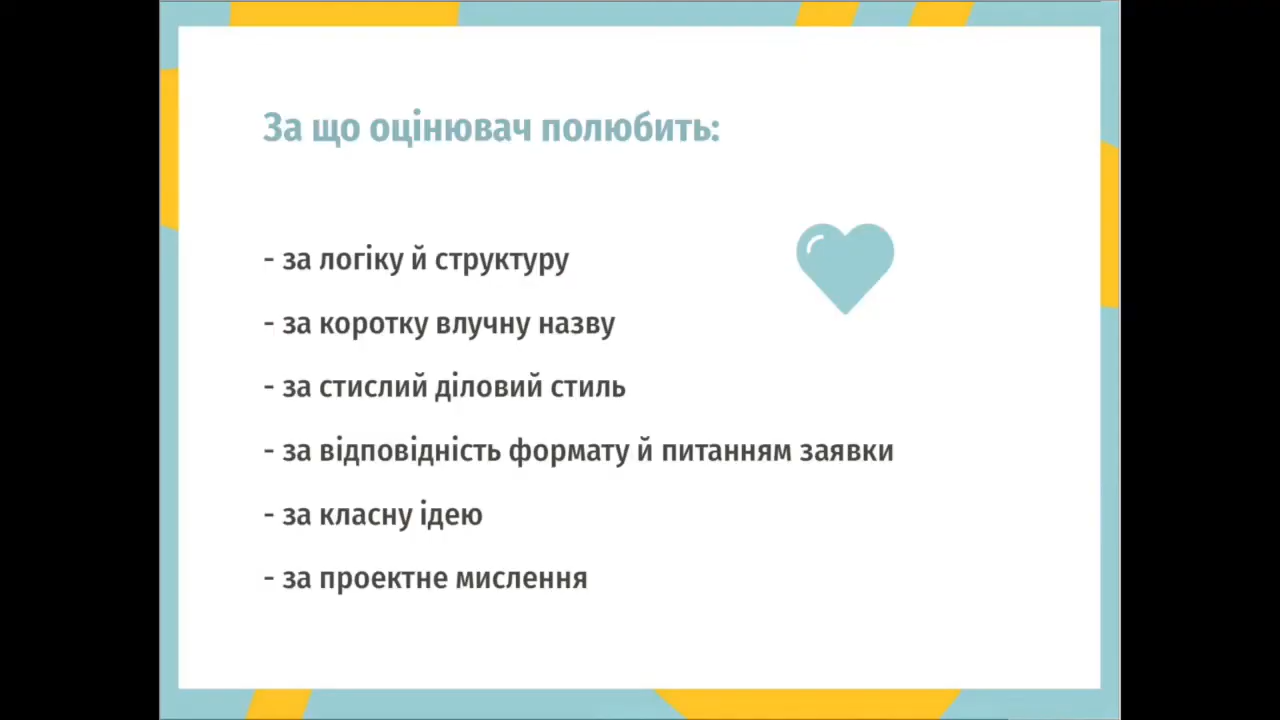 За що оцінювач полюбить:
- за логіку й структуру
- за коротку влучну назву
- за стислий діловий стиль
- за відповідність формату й питанням заявки
- за класну ідею
- за проектне мислення